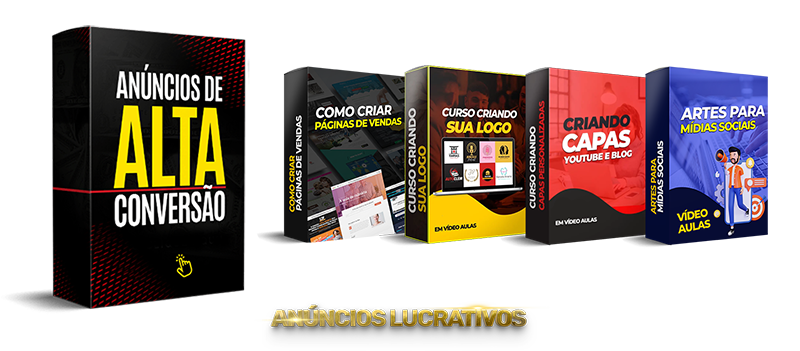 ANÚNCIOS DE
ALTA
CONVERSÃO
COMO CRIAR
PÁGINAS DE VENDAS
COMO CRIAR
PÁGINAS DE VENDAS
CURSO CRIANDO
SUA LOGO
CURSO CRIANDO
SUA LOGO
EM VÍDEO AULAS
CURSO CRIANDO
CAPAS PERSONALIZADAS
CRIANDO
CAPAS
YOUTUBE E BLOG
EM VÍDEO AULAS
ARTES PARA
MÍDIAS SOCIAIS
ARTES PARA
MÍDIAS SOCIAIS
VÍDEO
AULAS
ANÚNCIOS LUCRATIVOS